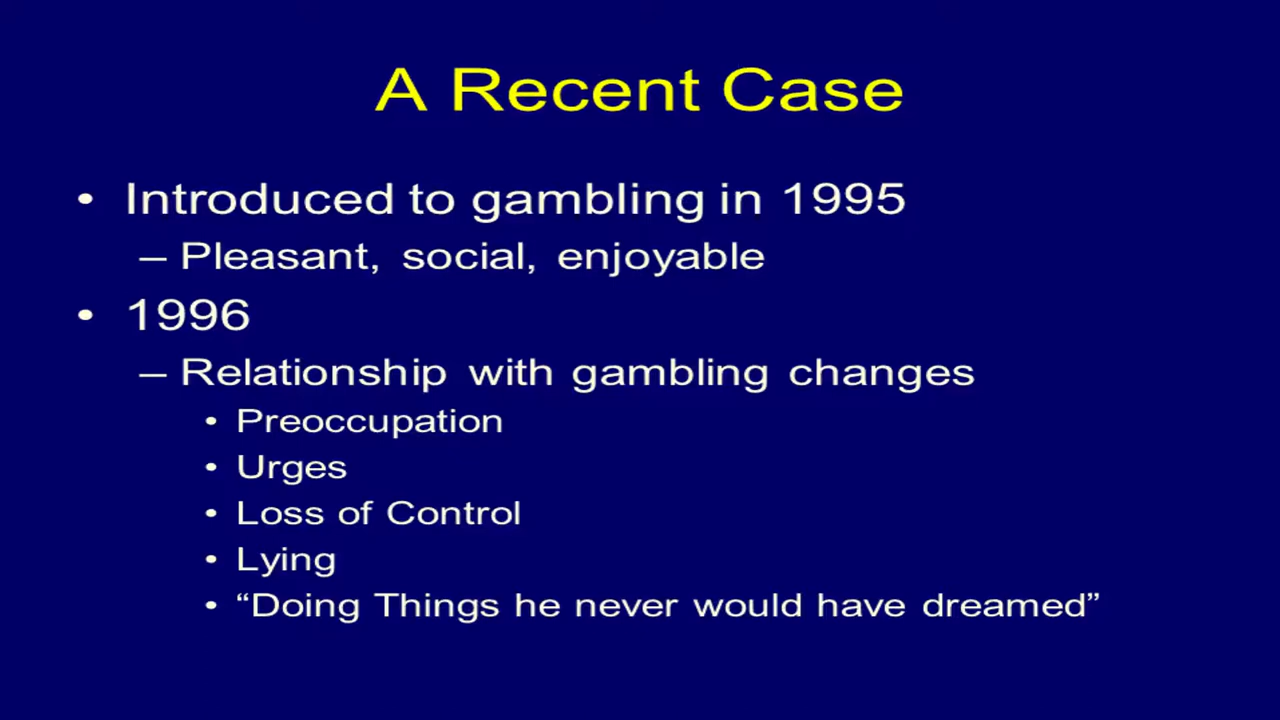 A Recent Case
• Introduced to gambling in 1995
– Pleasant, social, enjoyable
• 1996
– Relationship with gambling changes
• Preoccupation
• Urges
• Loss of Control
• Lying
• “Doing Things he never would have dreamed”